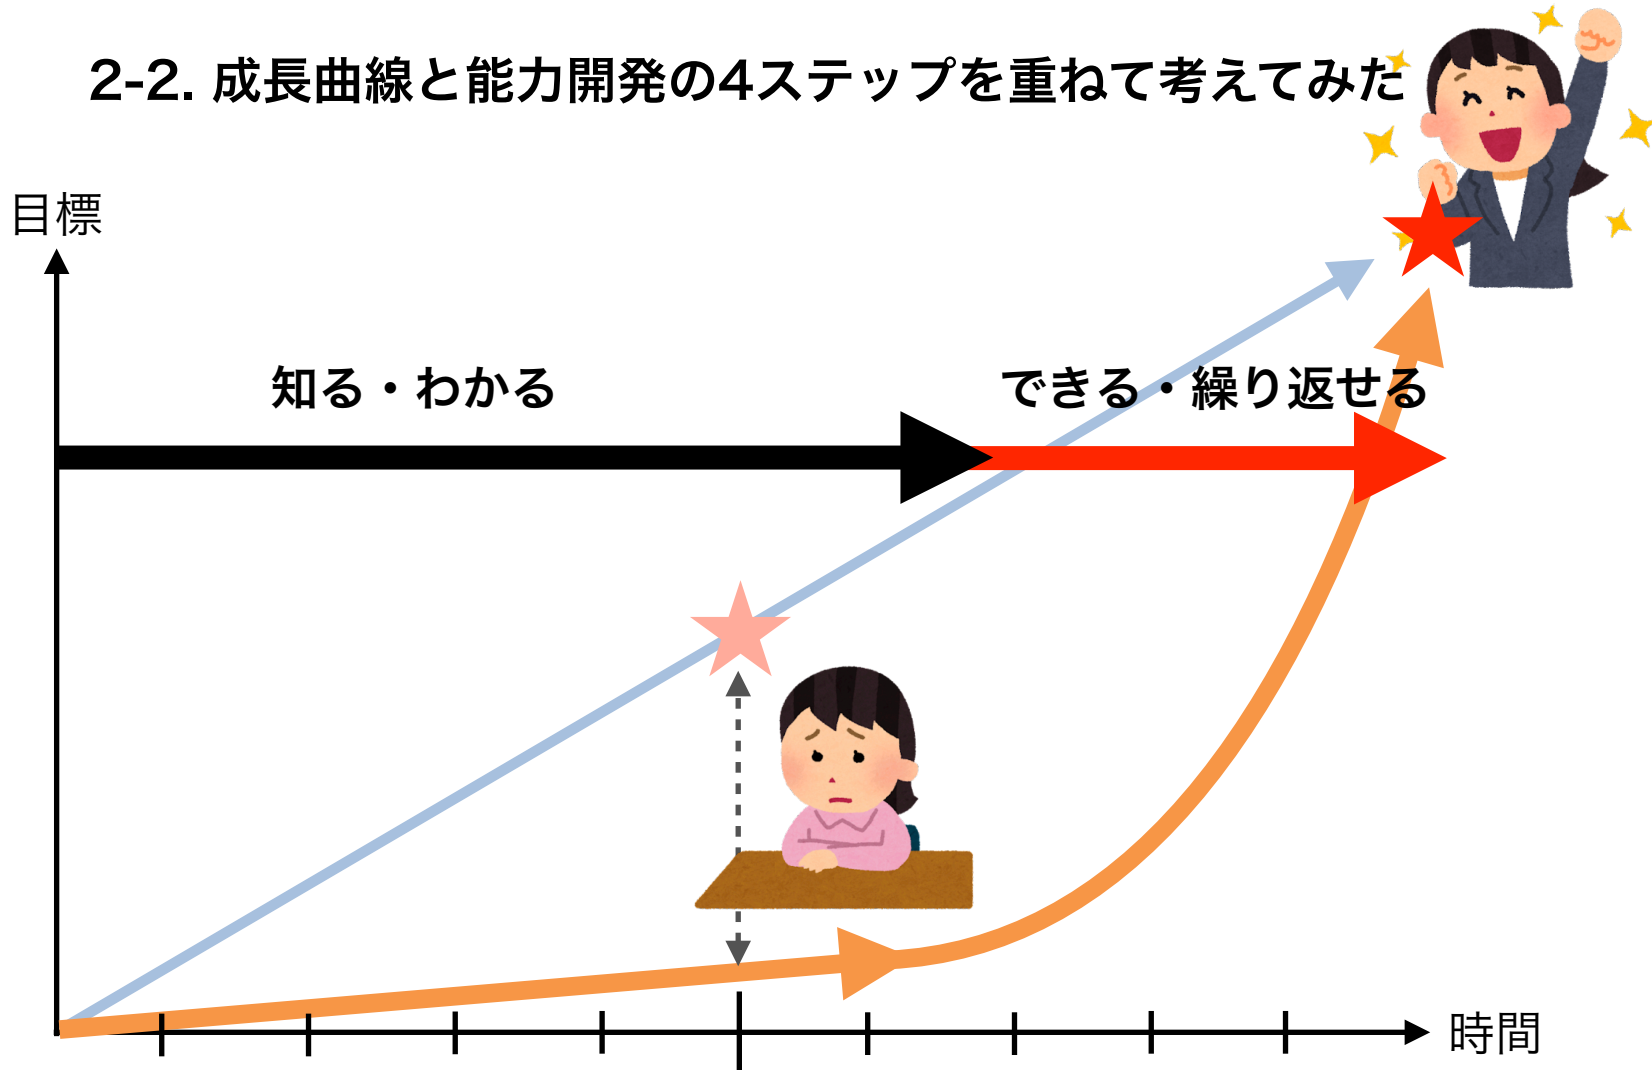 2-2. 成長曲線と能力開発の4ステップを重ねて考えてみた
目標
知る・わかる
できる・繰り返せる
時間